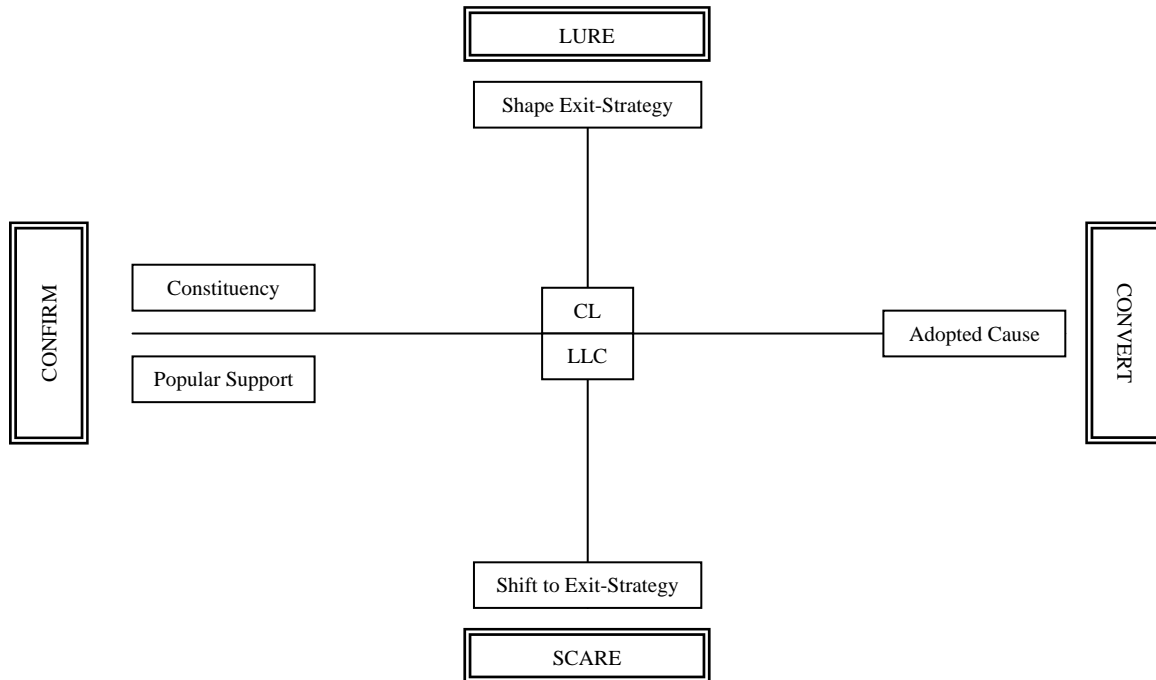 LURE
Shape Exit-Strategy
CONFIRM
Constituency
Popular Support
CL
LLC
Adopted Cause
CONVERT
Shift to Exit-Strategy
SCARE